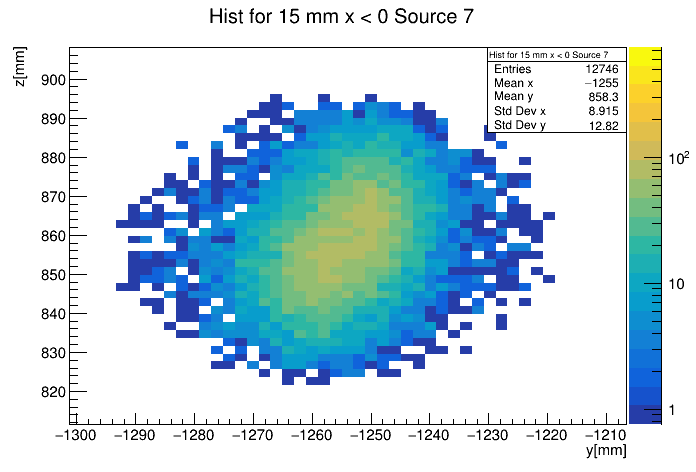 Hist for 15 mm x < 0 Source 7
z[mm]
Hist for 15 mm x < 0 Source 7
Entries 12746
Mean x −1255
Mean y 858.3
Std Dev x 8.915
Std Dev y 12.82
900
890
880
870
860
850
840
830
820
10²
10
1
−1300 −1290 −1280 −1270 −1260 −1250 −1240 −1230 −1220 −1210
y[mm]